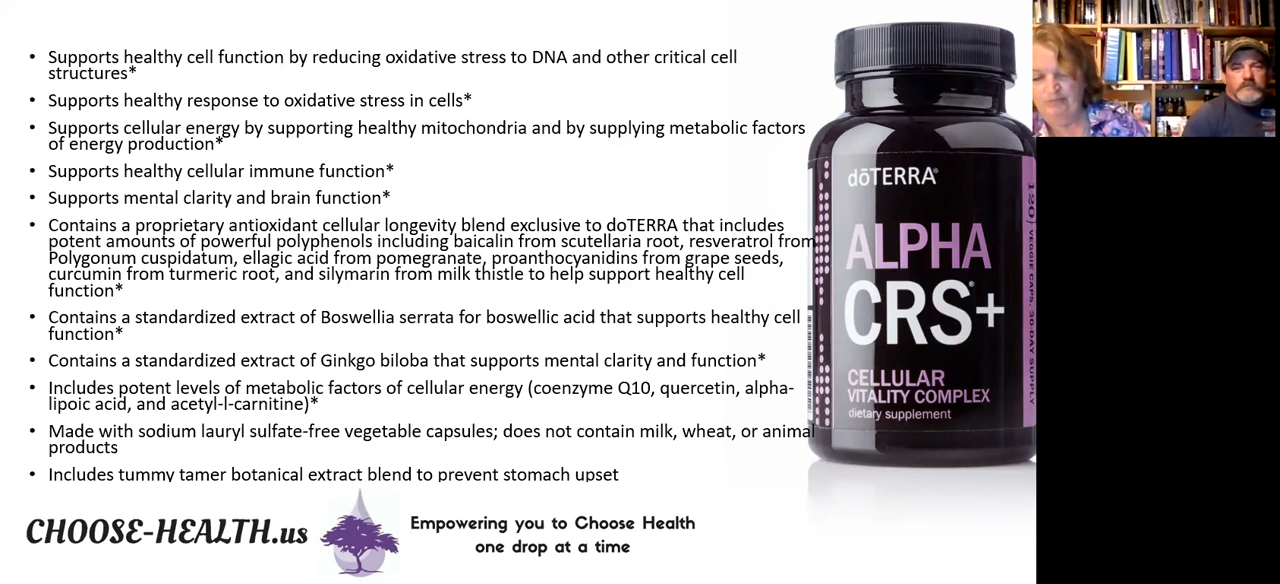 • Supports healthy cell function by reducing oxidative stress to DNA and other critical cell
structures*
• Supports healthy response to oxidative stress in cells*
• Supports cellular energy by supporting healthy mitochondria and by supplying metabolic factors
of energy production*
• Supports healthy cellular immune function*
• Supports mental clarity and brain function*
• Contains a proprietary antioxidant cellular longevity blend exclusive to doTERRA that includes
potent amounts of powerful polyphenols including baicalin from scutellaria root, resveratrol from
Polygonum cuspidatum, ellagic acid from pomegranate, proanthocyanidins from grape seeds,
curcumin from turmeric root, and silymarin from milk thistle to help support healthy cell
function*
• Contains a standardized extract of Boswellia serrata for boswellic acid that supports healthy cell
function*
• Contains a standardized extract of Ginkgo biloba that supports mental clarity and function*
• Includes potent levels of metabolic factors of cellular energy (coenzyme Q10, quercetin, alpha-
lipoic acid, and acetyl-l-carnitine)*
• Made with sodium lauryl sulfate-free vegetable capsules; does not contain milk, wheat, or animal
products
• Includes tummy tamer botanical extract blend to prevent stomach upset
dōTERRA®
ALPHA
CRS®+
CELLULAR
VITALITY COMPLEX
dietary supplement
120 VEGGIE CAPS, 30-DAY SUPPLY
CHOOSE-HEALTH.us
Empowering you to Choose Health
one drop at a time